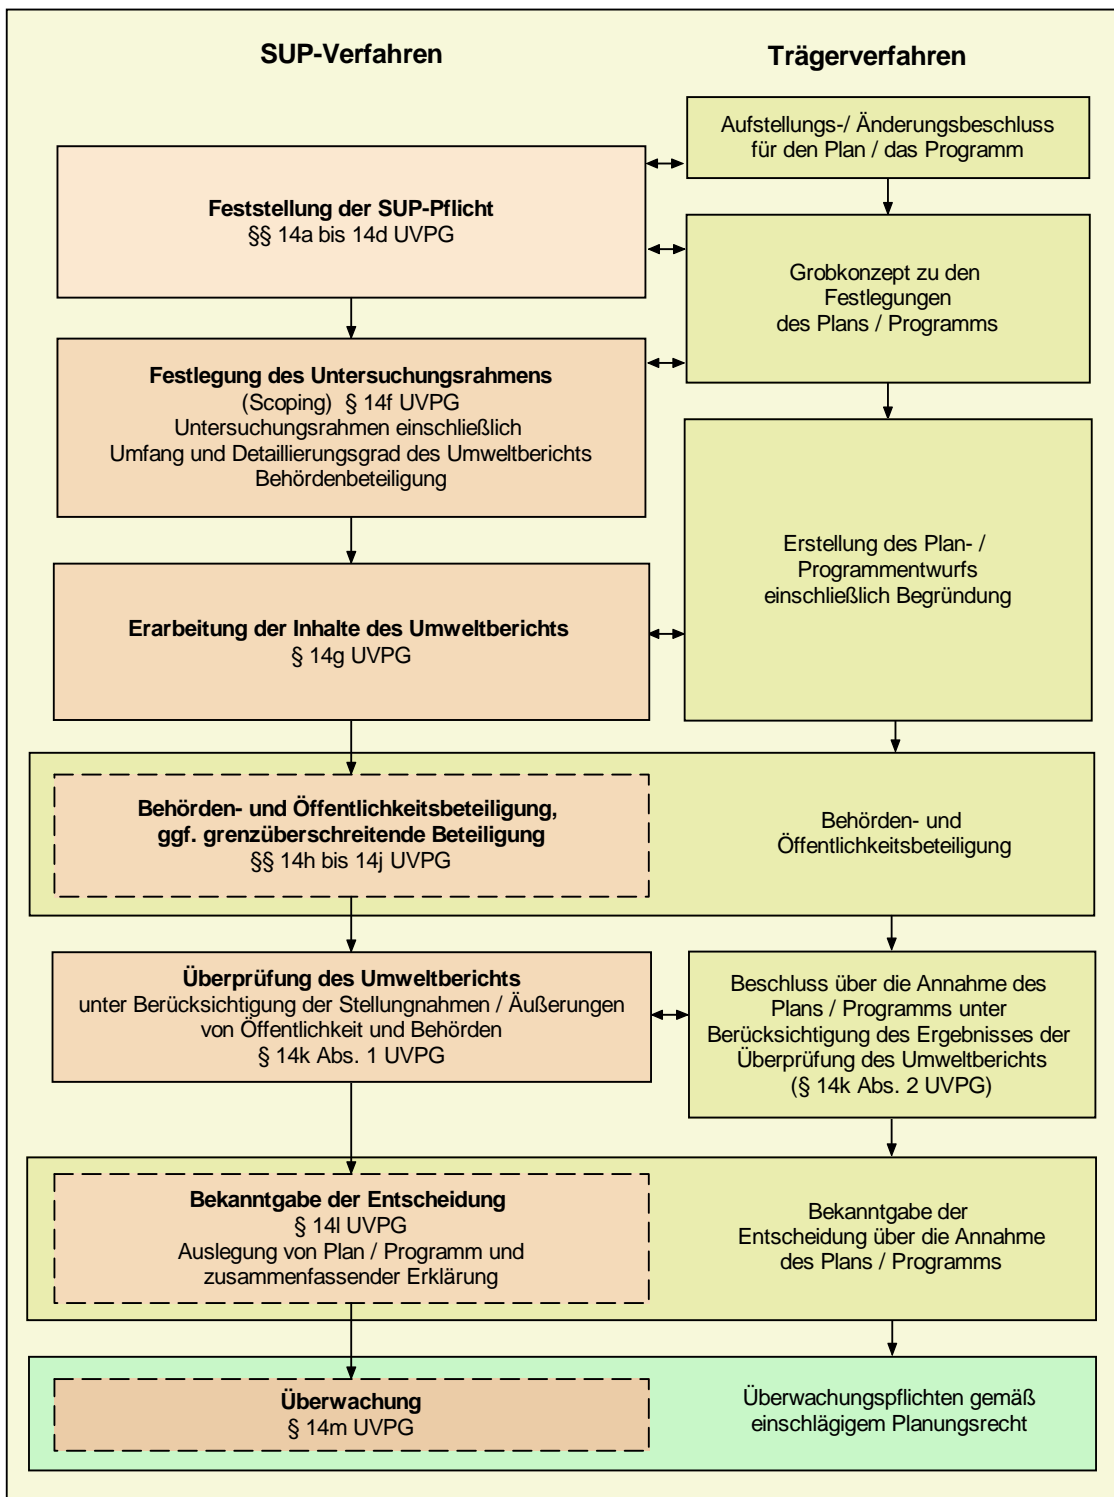 SUP-Verfahren
Trägerverfahren
Aufstellungs-/ Änderungsbeschluss
für den Plan / das Programm
Feststellung der SUP-Pflicht
§§ 14a bis 14d UVPG
Grobkonzept zu den
Festlegungen
des Plans / Programms
Festlegung des Untersuchungsrahmens
(Scoping) § 14f UVPG
Untersuchungsrahmen einschließlich
Umfang und Detaillierungsgrad des Umweltberichts
Behördenbeteiligung
Erstellung des Plan- /
Programmentwurfs
einschließlich Begründung
Erarbeitung der Inhalte des Umweltberichts
§ 14g UVPG
Behörden- und Öffentlichkeitsbeteiligung,
ggf. grenzüberschreitende Beteiligung
§§ 14h bis 14j UVPG
Behörden- und
Öffentlichkeitsbeteiligung
Überprüfung des Umweltberichts
unter Berücksichtigung der Stellungnahmen / Äußerungen
von Öffentlichkeit und Behörden
§ 14k Abs. 1 UVPG
Beschluss über die Annahme des
Plans / Programms unter
Berücksichtigung des Ergebnisses der
Überprüfung des Umweltberichts
(§ 14k Abs. 2 UVPG)
Bekanntgabe der Entscheidung
§ 14l UVPG
Auslegung von Plan / Programm und
zusammenfassender Erklärung
Bekanntgabe der
Entscheidung über die Annahme
des Plans / Programms
Überwachung
§ 14m UVPG
Überwachungspflichten gemäß
einschlägigem Planungsrecht